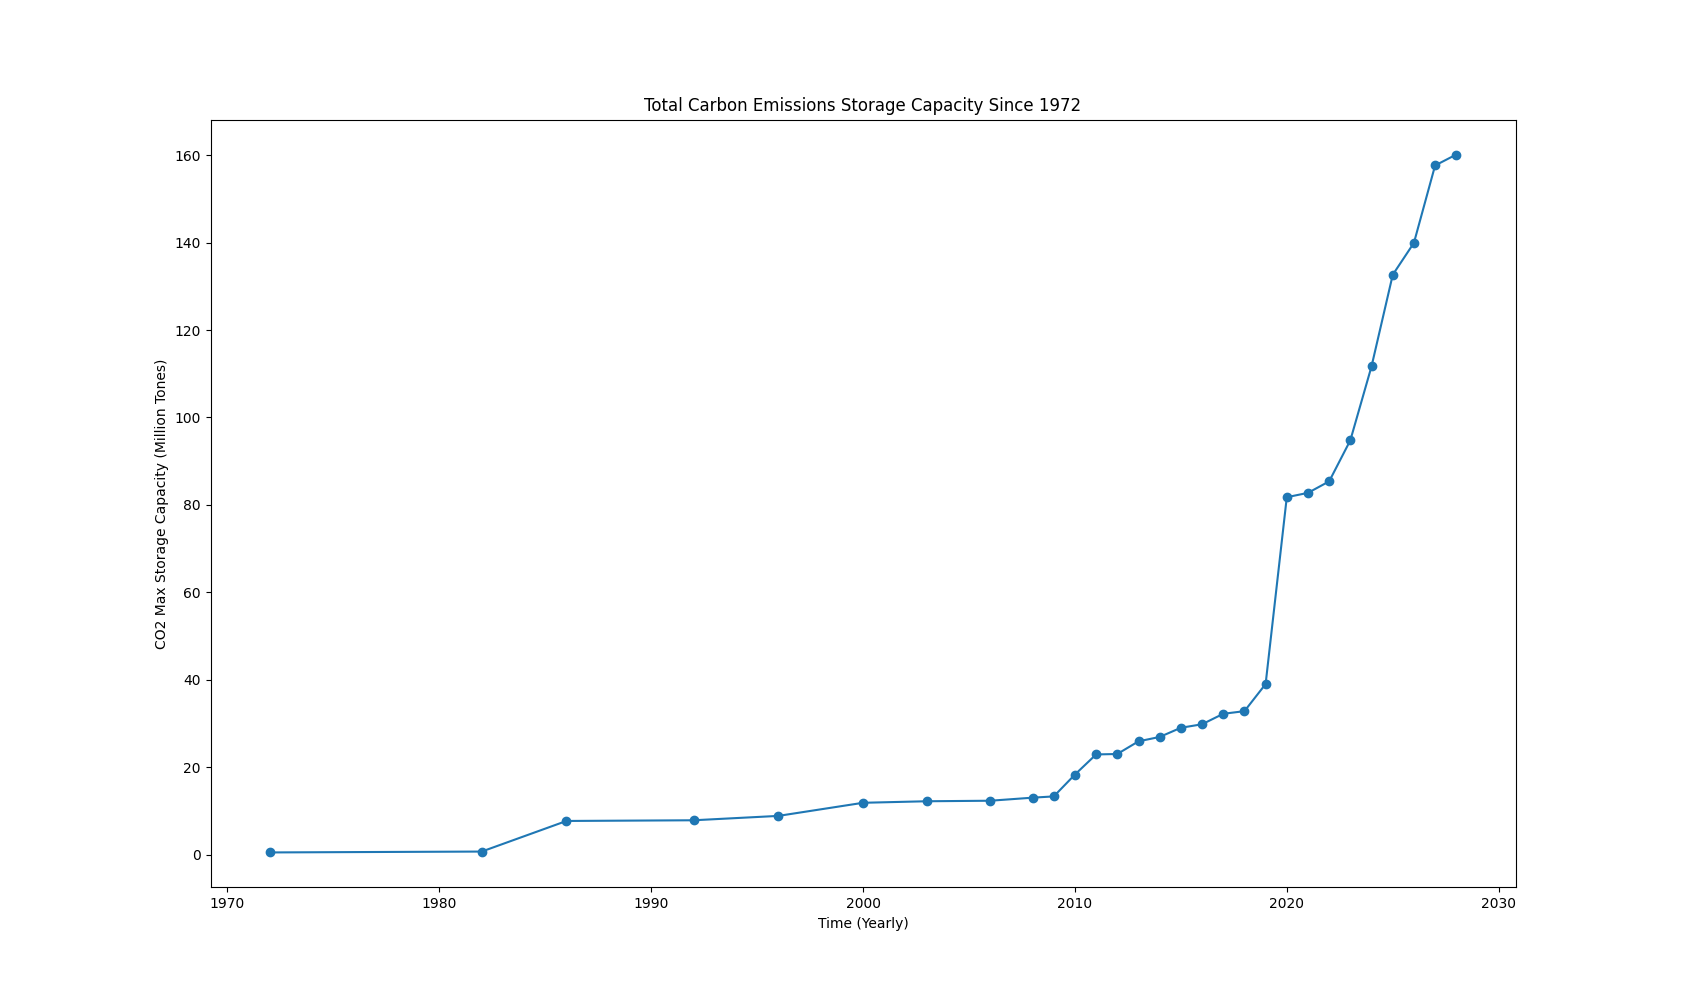 Total Carbon Emissions Storage Capacity Since 1972
CO2 Max Storage Capacity (Million Tones)
160
140
120
100
80
60
40
20
0
1970 1980 1990 2000 2010 2020 2030
Time (Yearly)